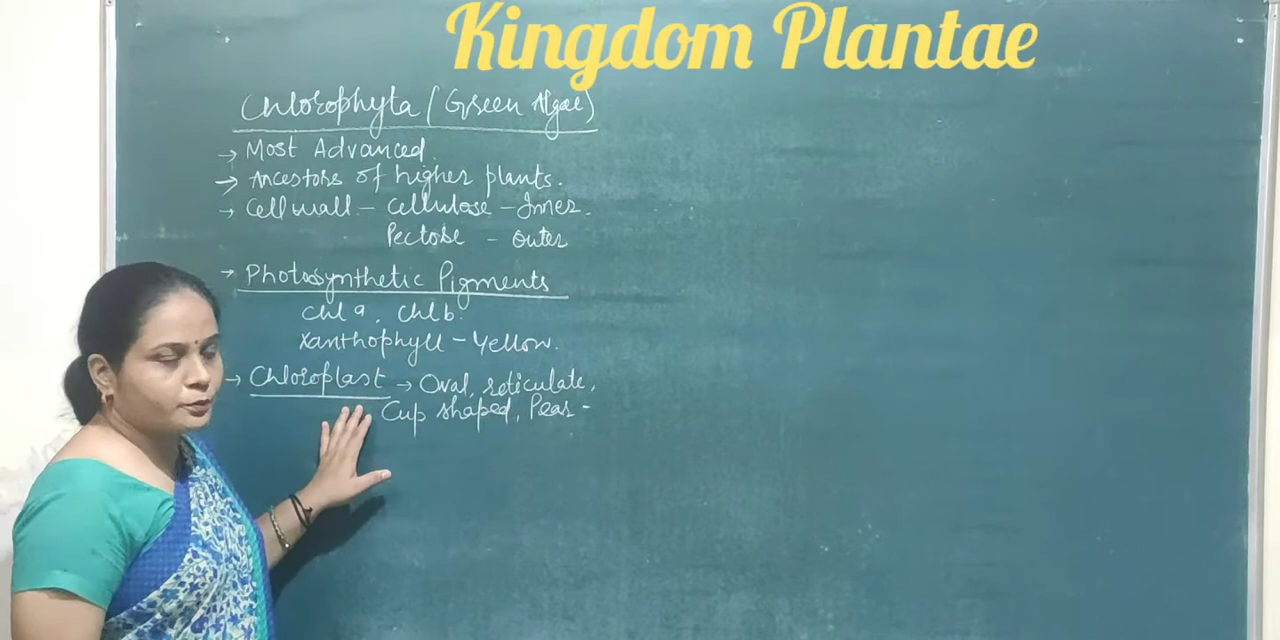 Kingdom Plantae
Chlorophyta (Green Algae)
→ Most Advanced.
→ Ancestors of higher plants.
→ Cell wall - Cellulose - Inner.
Pectose - Outer
→ Photosynthetic Pigments
Chl a, Chl b.
Xanthophyll - Yellow.
→ Chloroplast → Oval, reticulate,
Cup shaped, Pear -